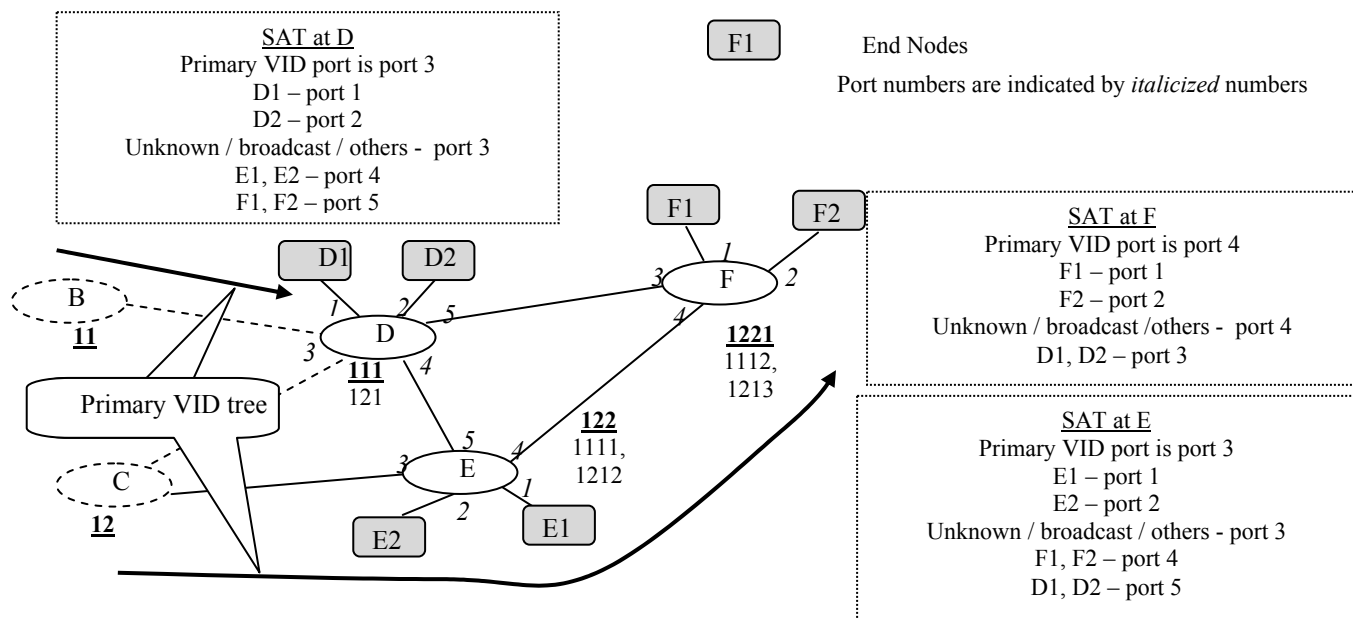 SAT at D
Primary VID port is port 3
D1 – port 1
D2 – port 2
Unknown / broadcast / others - port 3
E1, E2 – port 4
F1, F2 – port 5
F1
End Nodes
Port numbers are indicated by italicized numbers
F1
F2
1
3
F
2
4
1221
1112,
1213
SAT at F
Primary VID port is port 4
F1 – port 1
F2 – port 2
Unknown / broadcast /others - port 4
D1, D2 – port 3
D1
D2
B
11
1
2
5
D
3
4
111
121
Primary VID tree
122
1111,
1212
C
12
5
4
3
E
1
2
E2
E1
SAT at E
Primary VID port is port 3
E1 – port 1
E2 – port 2
Unknown / broadcast / others - port 3
F1, F2 – port 4
D1, D2 – port 5